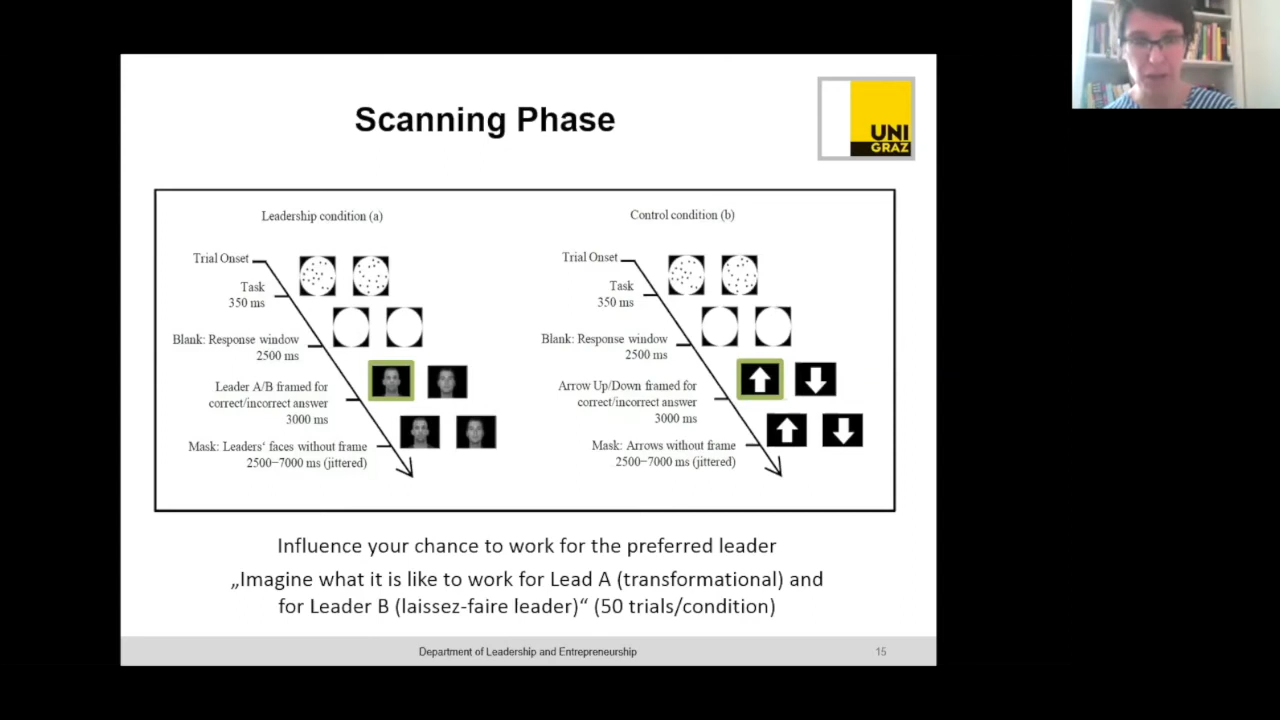 Scanning Phase
UNI
GRAZ
Leadership condition (a)
Trial Onset
Task
350 ms
Blank: Response window
2500 ms
Leader A/B framed for
correct/incorrect answer
3000 ms
Mask: Leaders' faces without frame
2500−7000 ms (jittered)
Control condition (b)
Trial Onset
Task
350 ms
Blank: Response window
2500 ms
Arrow Up/Down framed for
correct/incorrect answer
3000 ms
Mask: Arrows without frame
2500−7000 ms (jittered)
Influence your chance to work for the preferred leader
„Imagine what it is like to work for Lead A (transformational) and
for Leader B (laissez-faire leader)“ (50 trials/condition)
Department of Leadership and Entrepreneurship
15